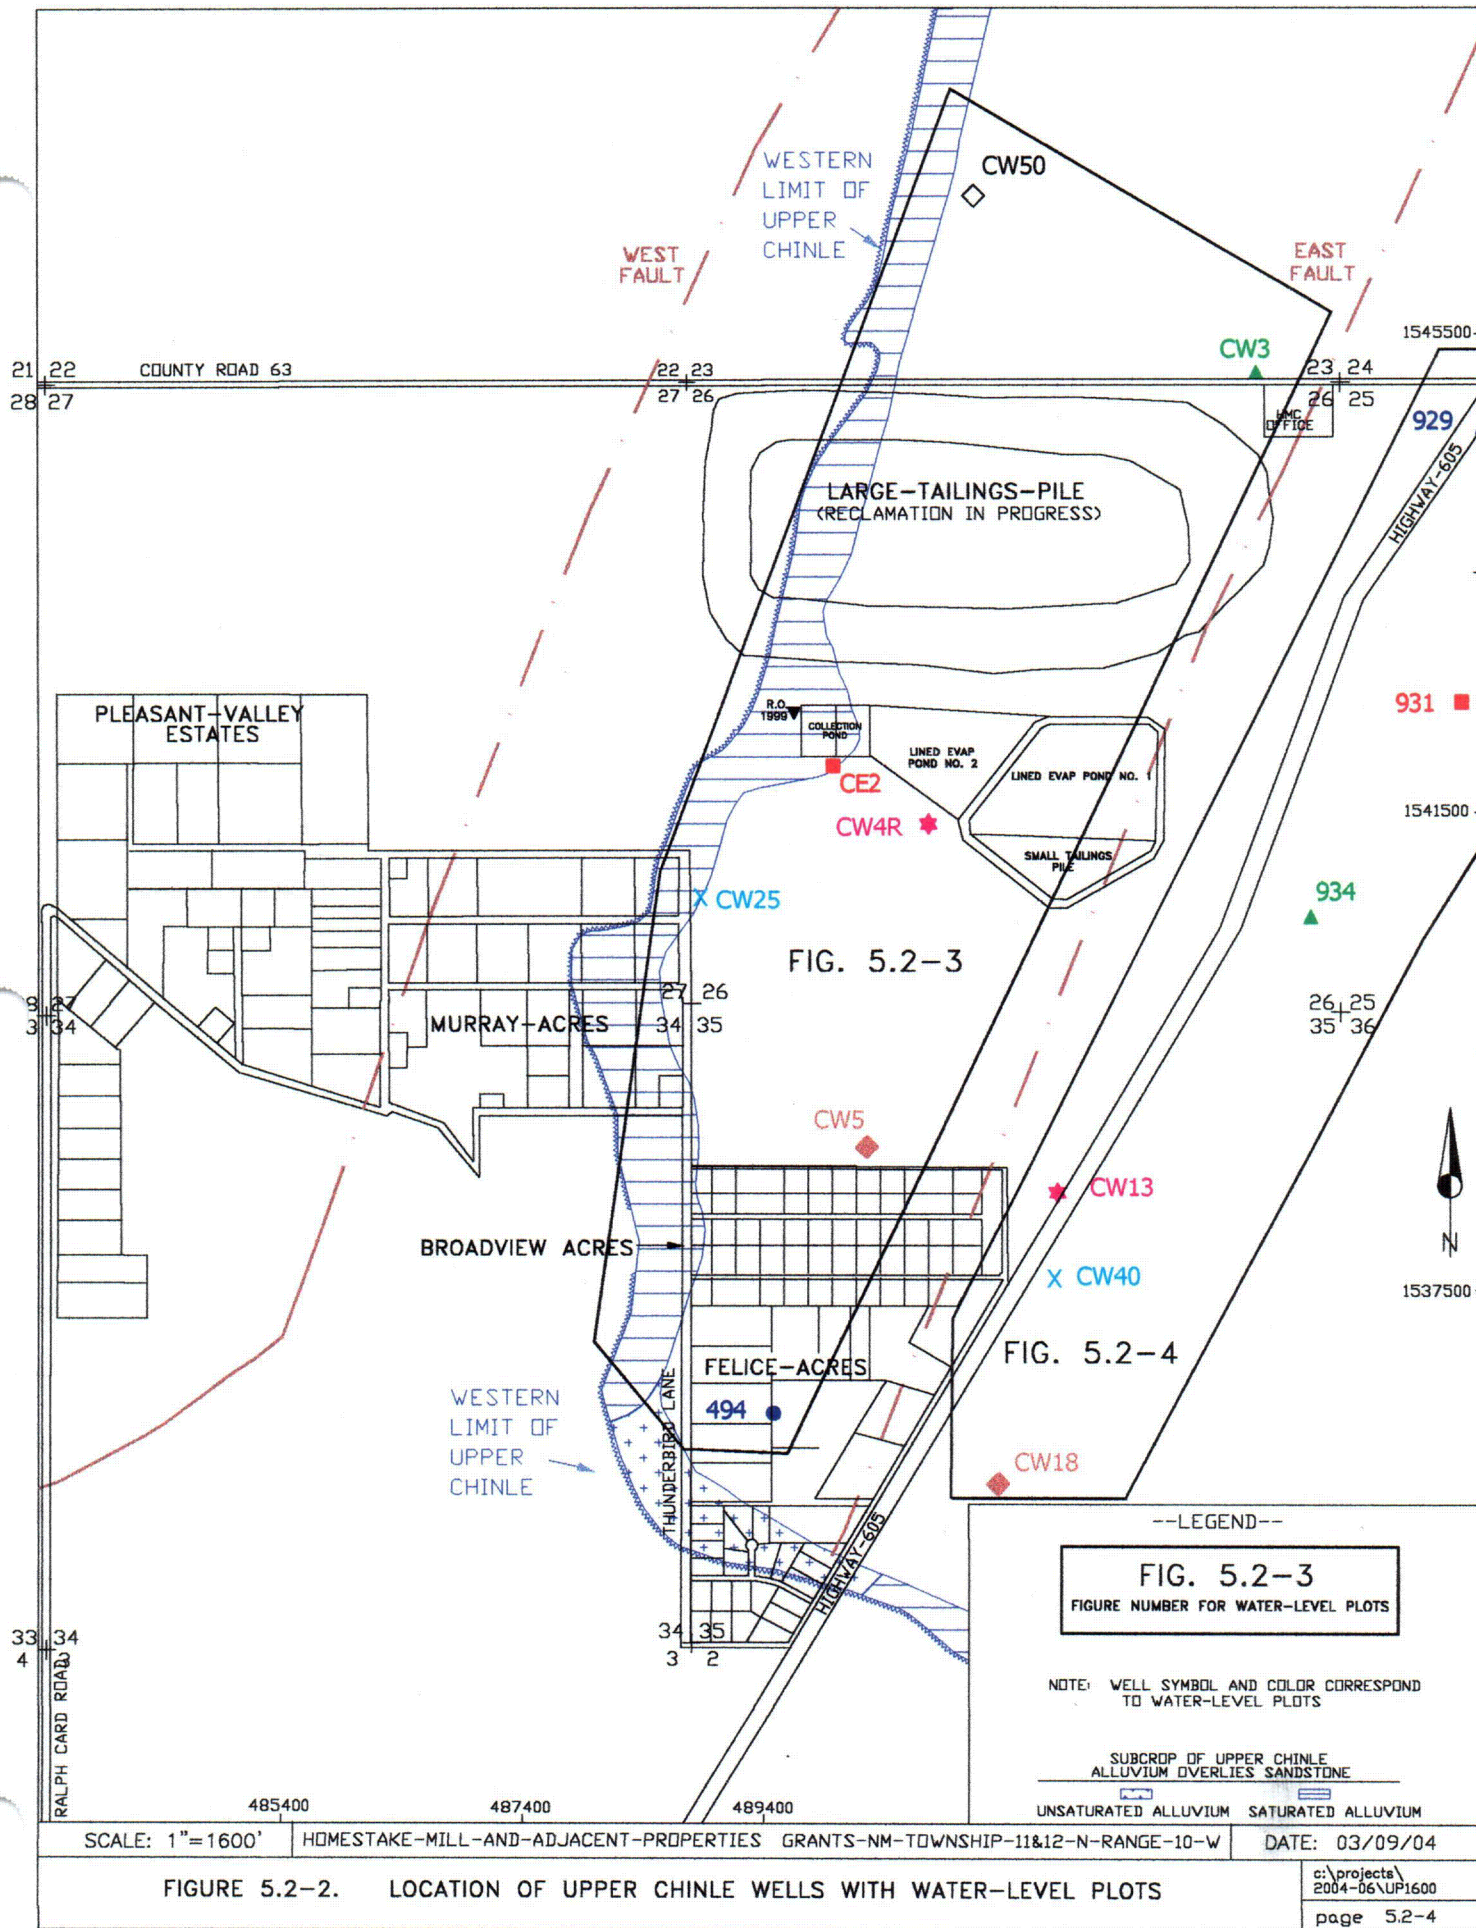 WESTERN
LIMIT OF
UPPER
CHINLE
CW50
WEST
FAULT
EAST
FAULT
1545500
CW3
21 22
28 27
COUNTY ROAD 63
22 23
27 26
23 24
26 25
HMC
OFFICE
929
HIGHWAY-605
LARGE-TAILINGS-PILE
(RECLAMATION IN PROGRESS)
931
PLEASANT-VALLEY
ESTATES
R.O.
1999
COLLECTION
POND
LINED EVAP
POND NO. 2
LINED EVAP POND NO. 1
CE2
CW4R
SMALL TAILINGS
PILE
1541500
CW25
934
FIG. 5.2-3
27 26
34 35
26 25
35 36
27
34
MURRAY-ACRES
CW5
CW13
BROADVIEW ACRES
CW40
N
1537500
FIG. 5.2-4
FELICE-ACRES
494
THUNDERBIRD LANE
WESTERN
LIMIT OF
UPPER
CHINLE
CW18
HIGHWAY-605
33 34
4 3
34 35
3 2
RALPH CARD ROAD
--LEGEND--
FIG. 5.2-3
FIGURE NUMBER FOR WATER-LEVEL PLOTS
NOTE: WELL SYMBOL AND COLOR CORRESPOND
TO WATER-LEVEL PLOTS
SUBCROP OF UPPER CHINLE
ALLUVIUM OVERLIES SANDSTONE
UNSATURATED ALLUVIUM SATURATED ALLUVIUM
485400
487400
489400
SCALE: 1"=1600'
HOMESTAKE-MILL-AND-ADJACENT-PROPERTIES GRANTS-NM-TOWNSHIP-11&12-N-RANGE-10-W
DATE: 03/09/04
FIGURE 5.2-2. LOCATION OF UPPER CHINLE WELLS WITH WATER-LEVEL PLOTS
c:\projects\
2004-06\UP1600
page 5.2-4